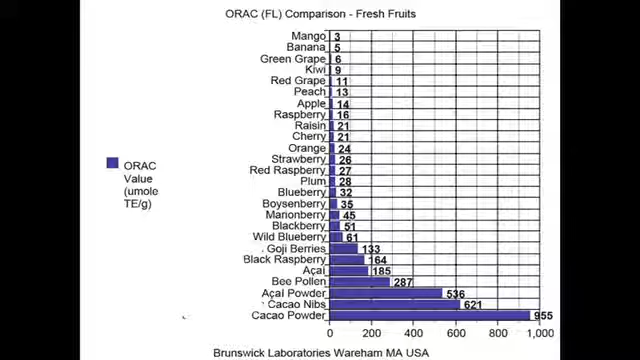 ORAC (FL) Comparison - Fresh Fruits
Mango 3
Banana 5
Green Grape 6
Kiwi 9
Red Grape 11
Peach 13
Apple 14
Raspberry 16
Raisin 21
Cherry 21
Orange 24
Strawberry 26
Red Raspberry 27
Plum 28
Blueberry 32
Boysenberry 35
Marionberry 45
Blackberry 51
Wild Blueberry 61
Goji Berries 133
Black Raspberry 164
Açaí 185
Bee Pollen 287
Açaí Powder 536
Cacao Nibs 621
Cacao Powder 955
0 200 400 600 800 1,000
ORAC
Value
(umole
TE/g)
Brunswick Laboratories Wareham MA USA